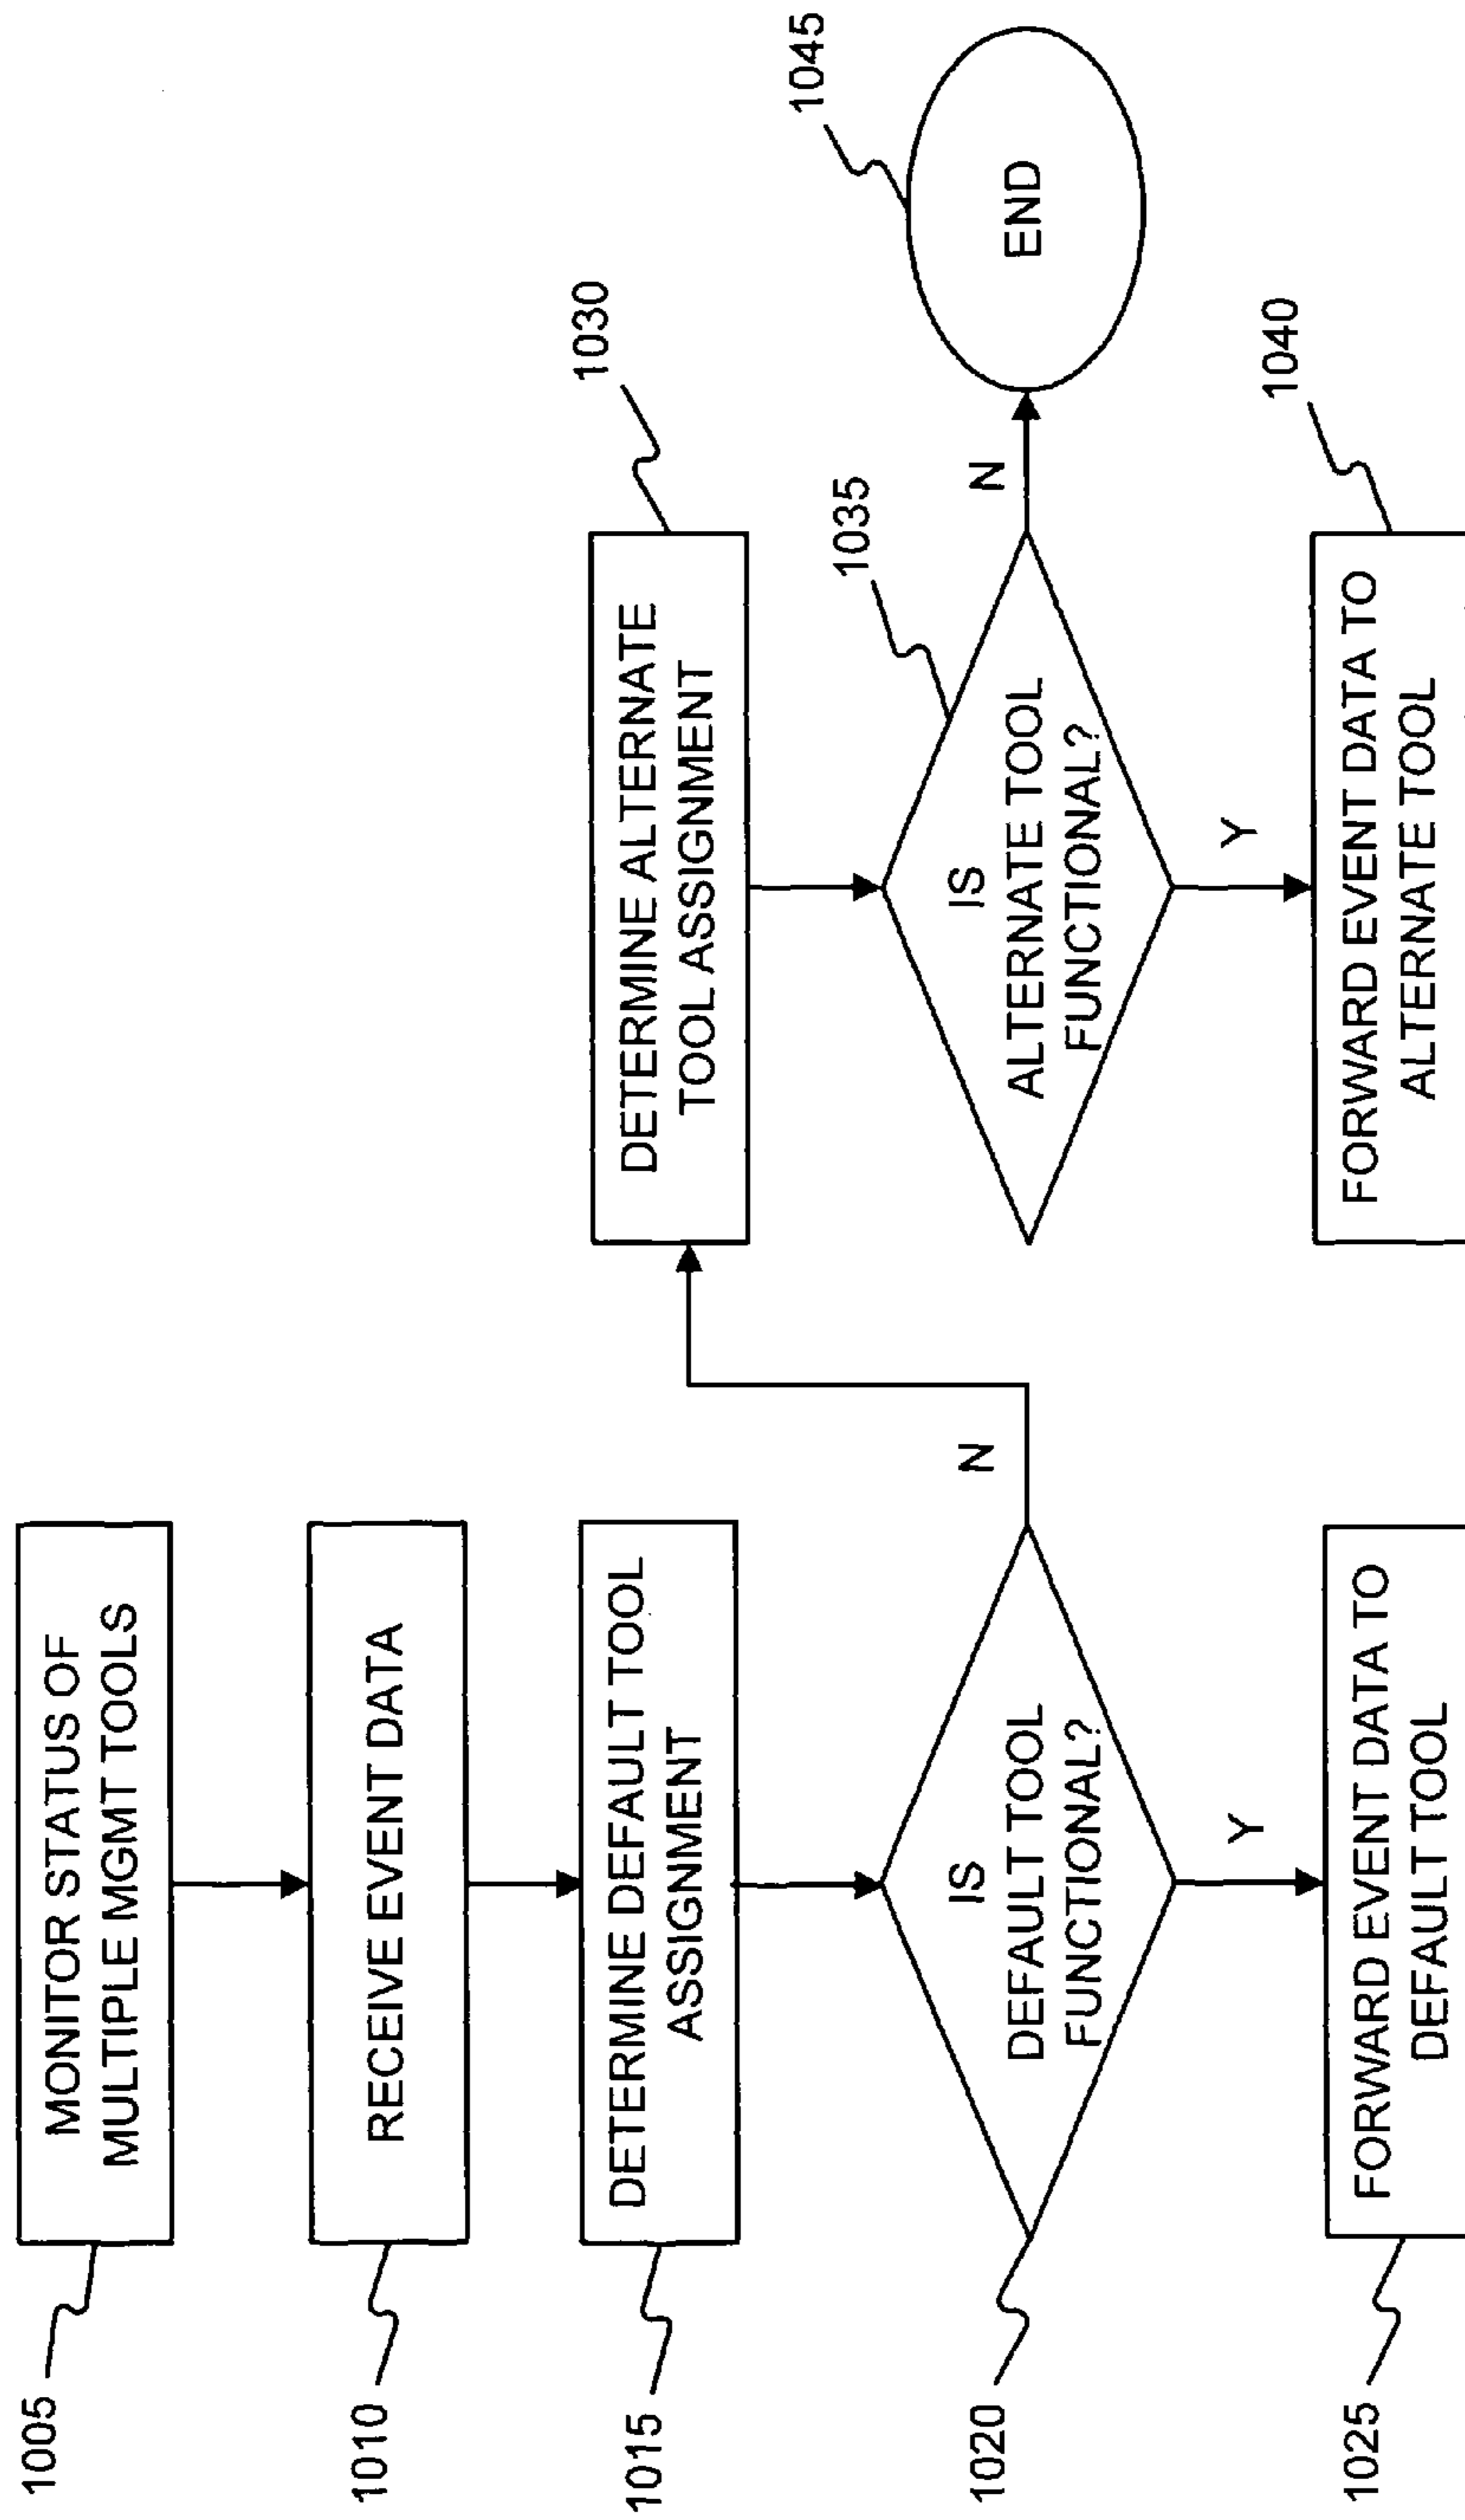 1005
MONITOR STATUS OF
MULTIPLE MGMT TOOLS
1010
RECEIVE EVENT DATA
1015
DETERMINE DEFAULT TOOL
ASSIGNMENT
1020
IS
DEFAULT TOOL
FUNCTIONAL?
N
Y
1025
FORWARD EVENT DATA TO
DEFAULT TOOL
1030
DETERMINE ALTERNATE
TOOL ASSIGNMENT
1035
IS
ALTERNATE TOOL
FUNCTIONAL?
N
1045
END
Y
1040
FORWARD EVENT DATA TO
ALTERNATE TOOL